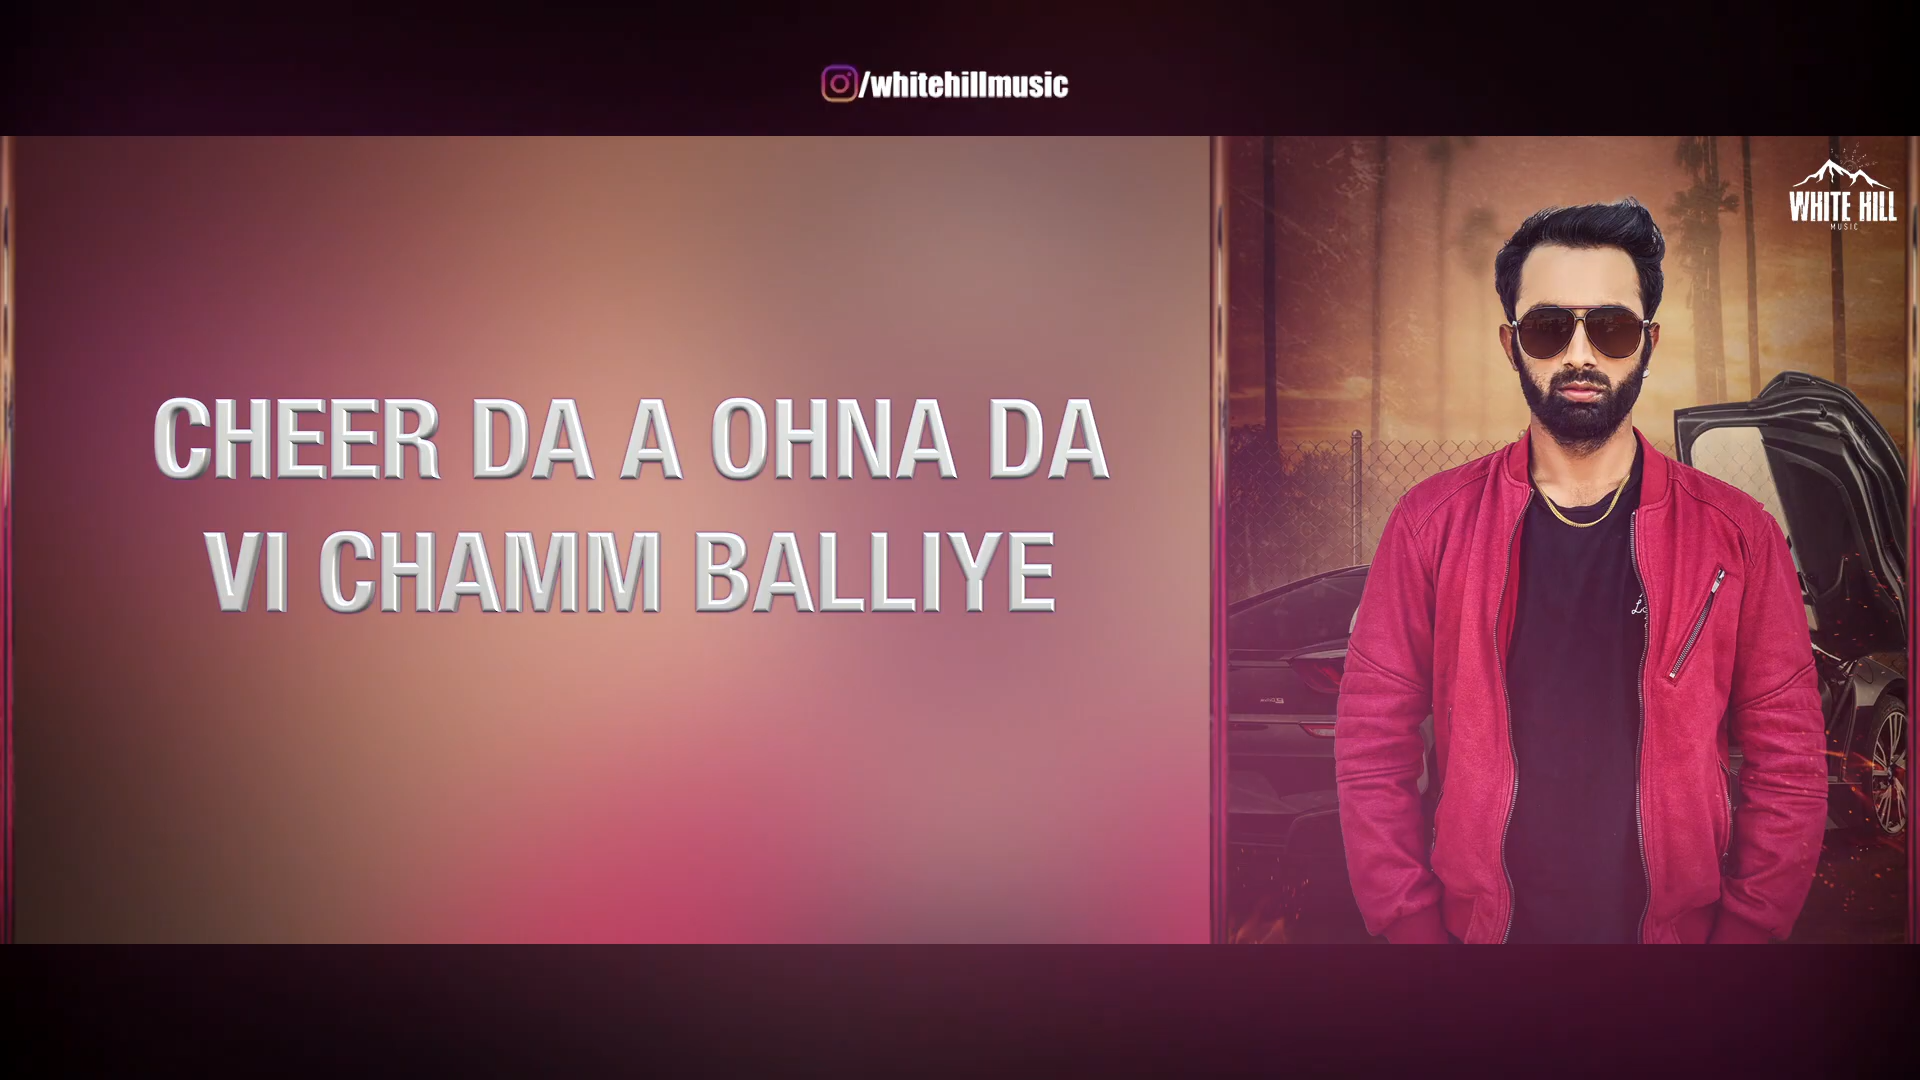 /whitehillmusic
WHITE HILL
MUSIC
CHEER DA A OHNA DA
VI CHAMM BALLIYE